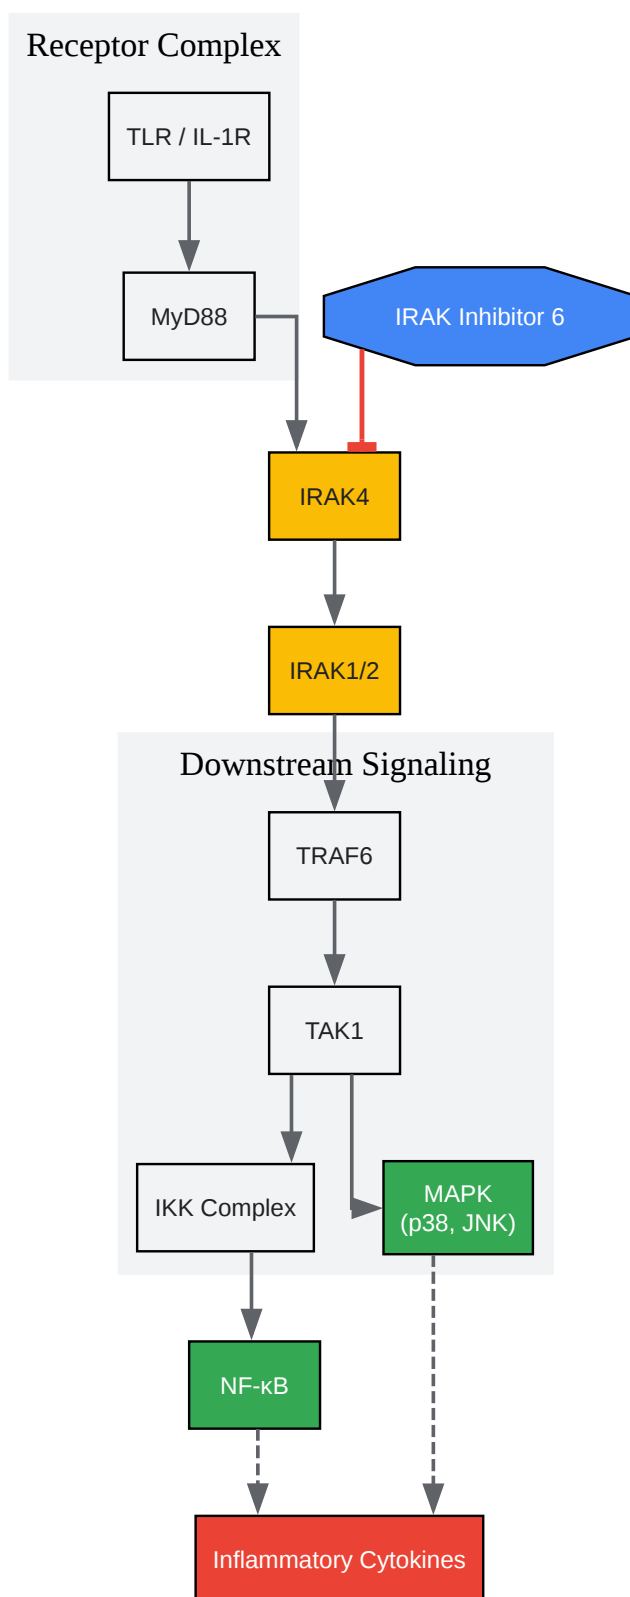 Receptor Complex
TLR / IL-1R
MyD88
IRAK Inhibitor 6
IRAK4
IRAK1/2
Downstream Signaling
TRAF6
TAK1
IKK Complex
MAPK
(p38, JNK)
NF-κB
Inflammatory Cytokines